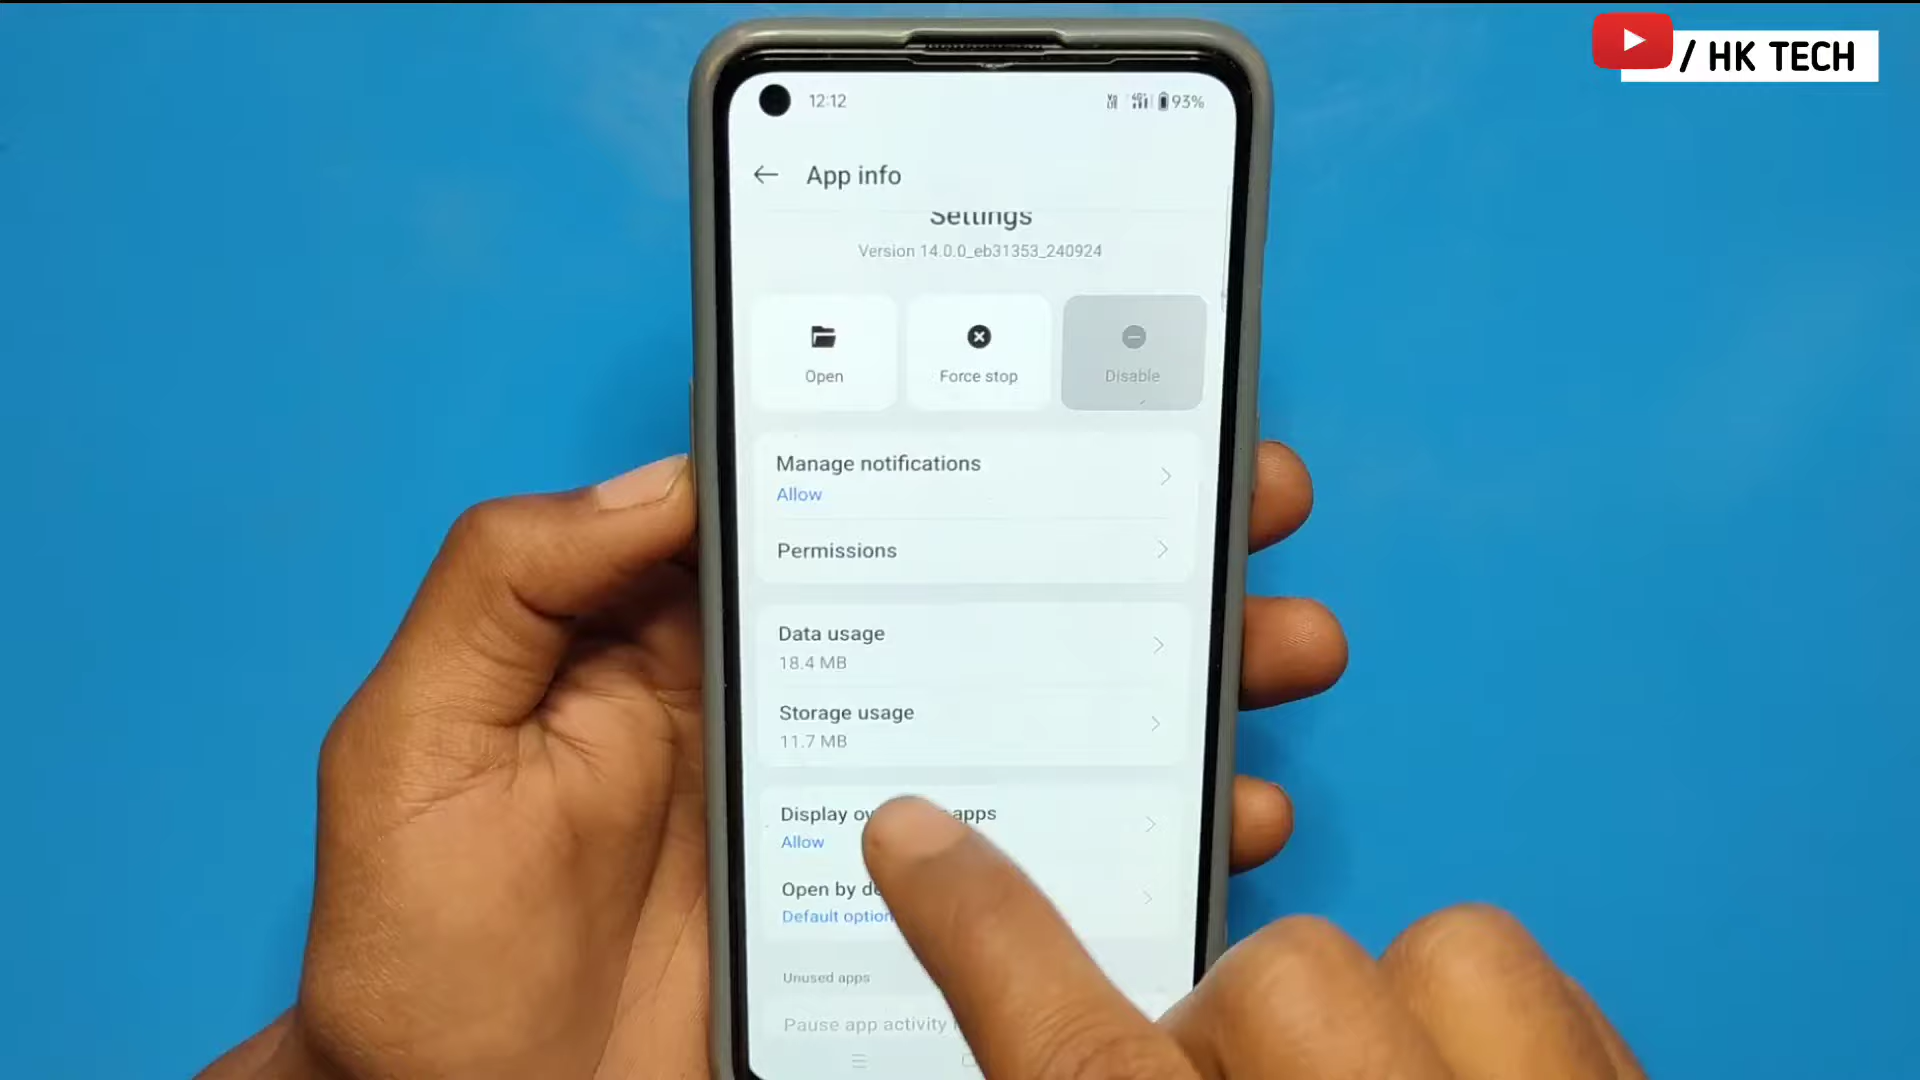 / HK TECH
12:12
93%
App info
Settings
Version 14.0.0_eb31353_240924
Open
Force stop
Disable
Manage notifications
Allow
Permissions
Data usage
18.4 MB
Storage usage
11.7 MB
Display apps
Allow
Open by
Default
Unused apps
Pause app activity